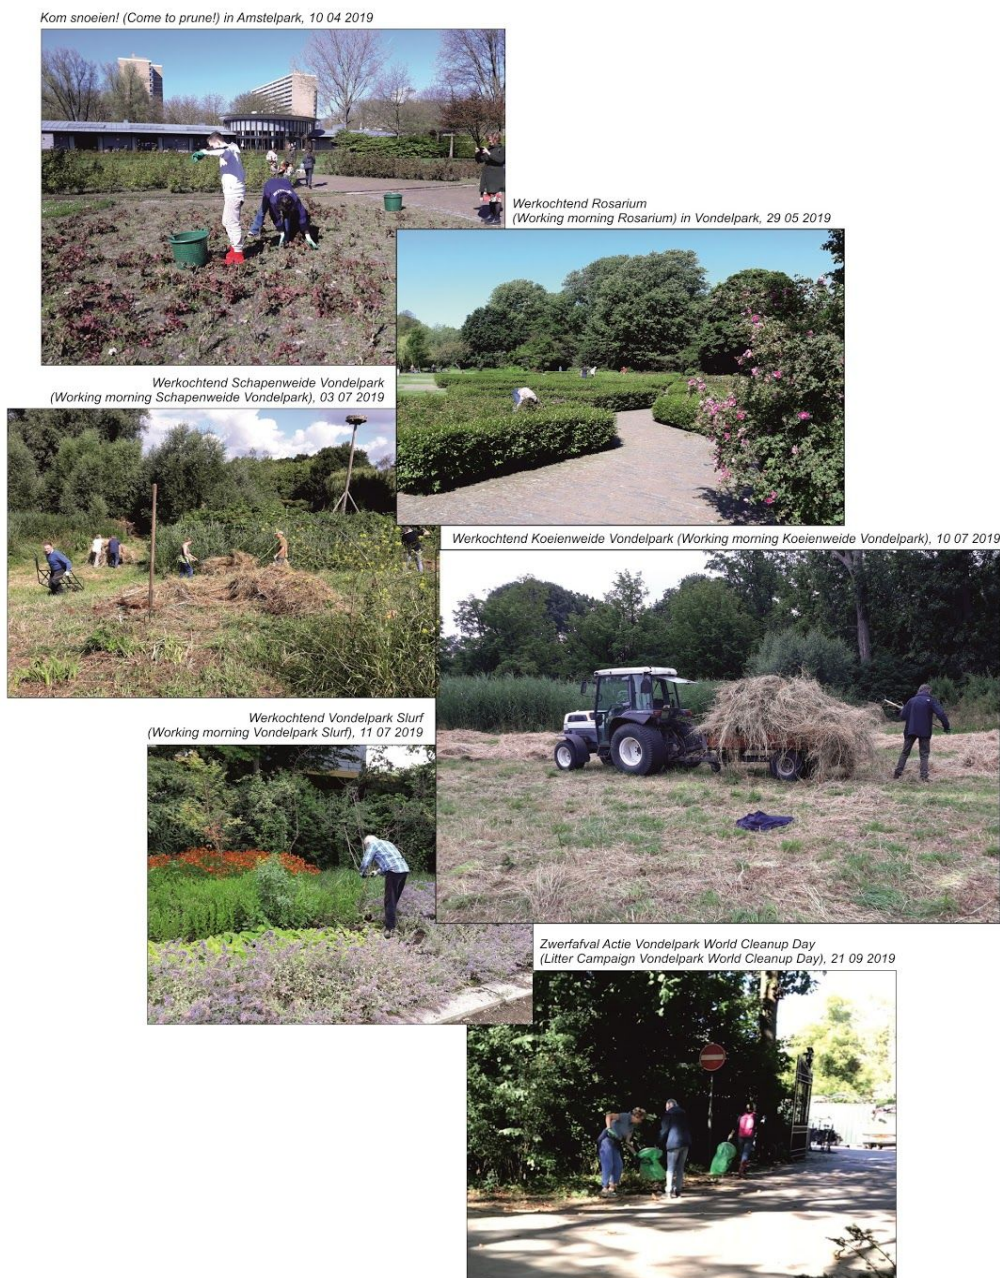 Kom snoeien! (Come to prune!) in Amstelpark, 10 04 2019
Werkochtend Rosarium
(Working morning Rosarium) in Vondelpark, 29 05 2019
Werkochtend Schapenweide Vondelpark
(Working morning Schapenweide Vondelpark), 03 07 2019
Werkochtend Koeienweide Vondelpark (Working morning Koeienweide Vondelpark), 10 07 2019
Werkochtend Vondelpark Slurf
(Working morning Vondelpark Slurf), 11 07 2019
Zwerfafval Actie Vondelpark World Cleanup Day
(Litter Campaign Vondelpark World Cleanup Day), 21 09 2019